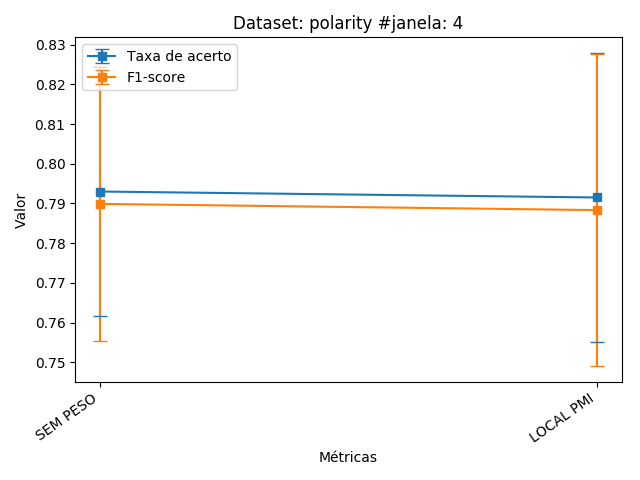 Dataset: polarity #janela: 4
Taxa de acerto
F1-score
0.83
0.82
0.81
0.80
0.79
0.78
0.77
0.76
0.75
Valor
SEM PESO
LOCAL PMI
Métricas